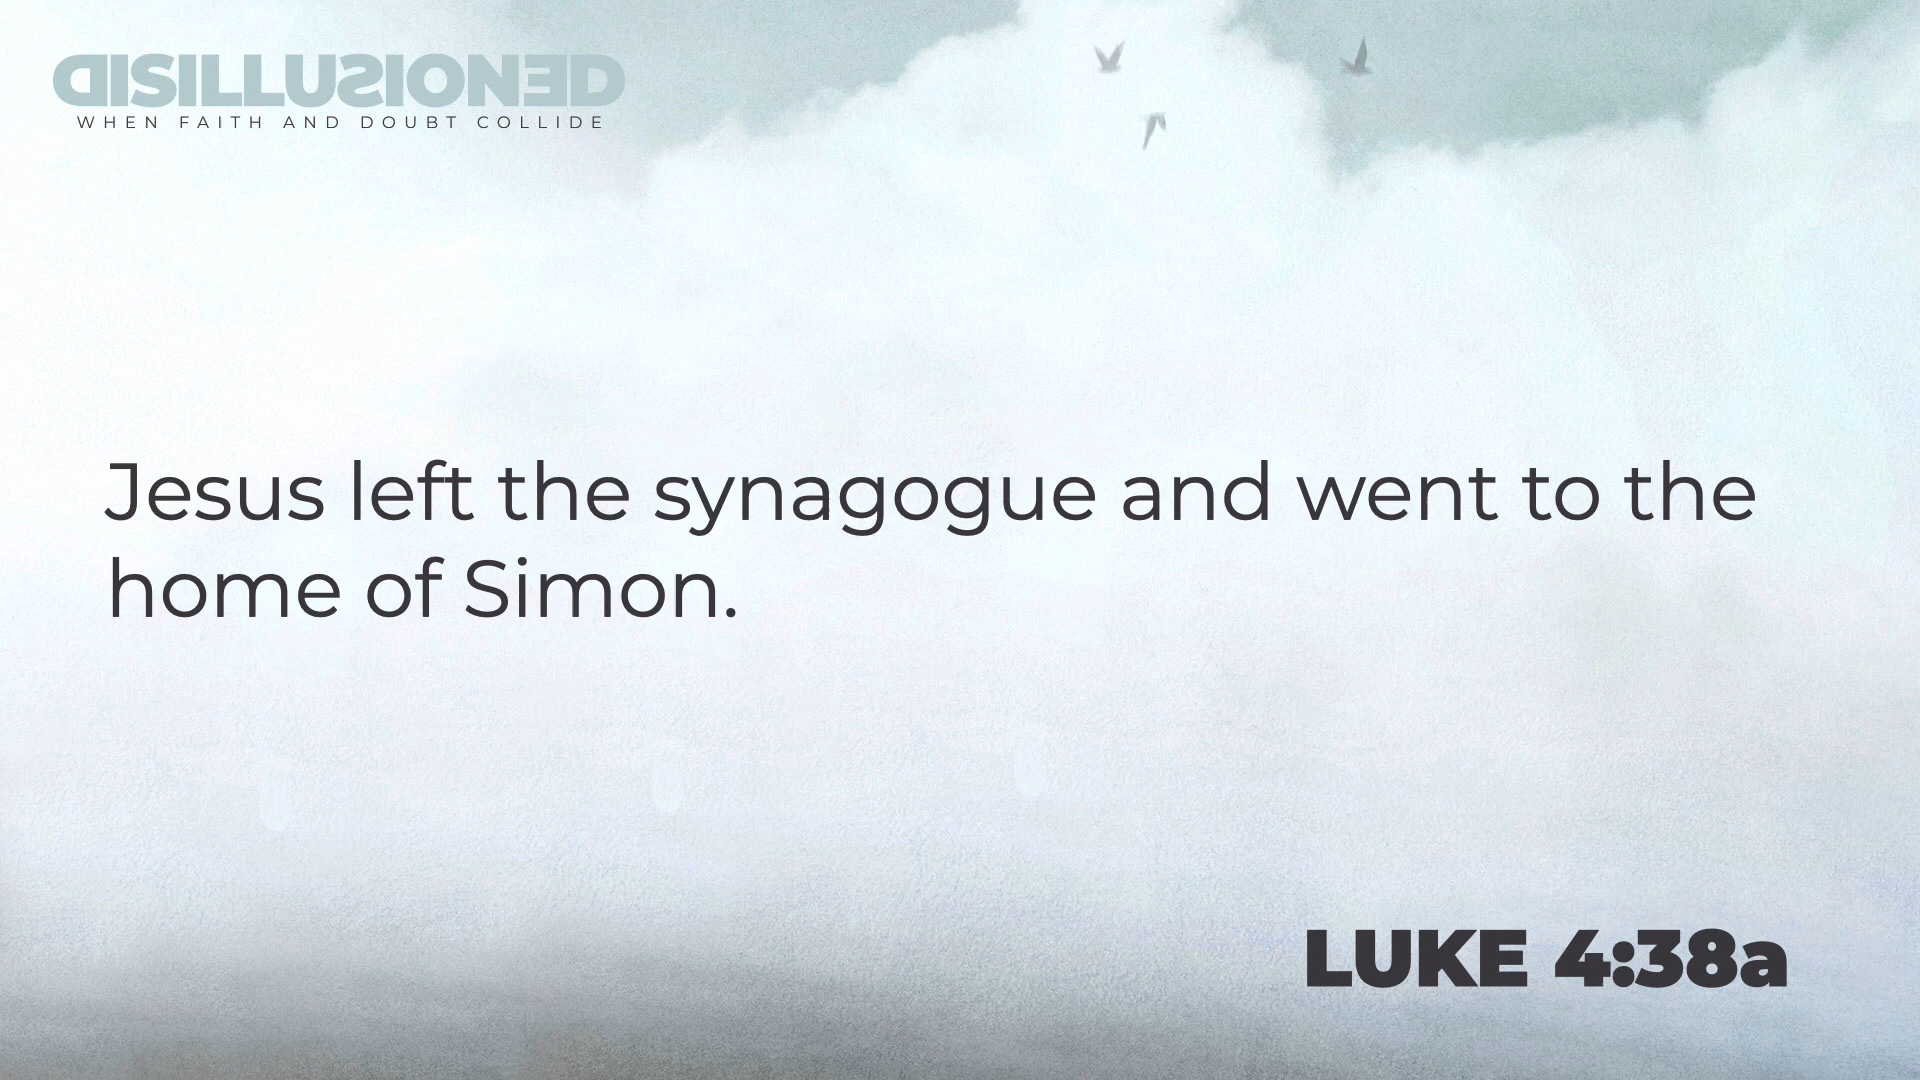 DISILLUSIONED
WHEN FAITH AND DOUBT COLLIDE
Jesus left the synagogue and went to the
home of Simon.
LUKE 4:38a